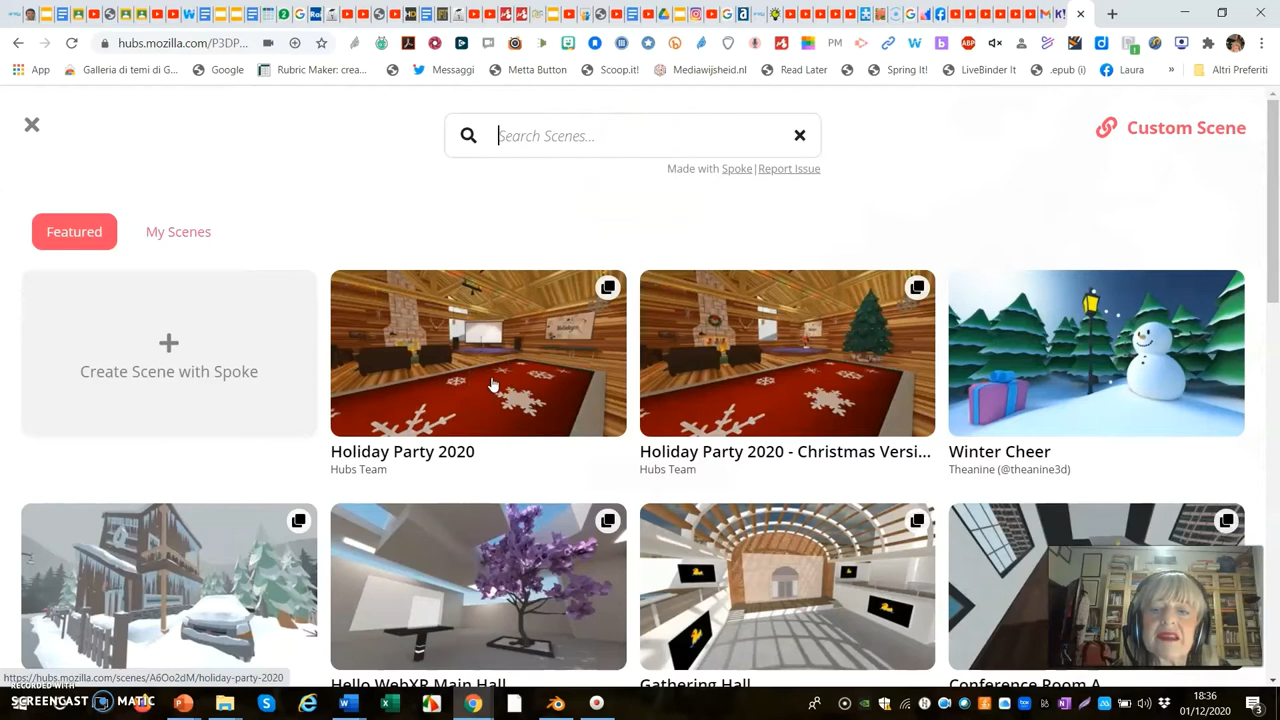 hubs.mozilla.com/P3DP...
App
Galleria di temi di G...
Google
Rubric Maker: crea...
Messaggi
Metta Button
Scoop.it!
Mediawijsheid.nl
Read Later
Spring It!
LiveBinder It
.epub (i)
Laura
»
Altri Preferiti
Search Scenes...
Custom Scene
Made with Spoke|Report Issue
Featured
My Scenes
Create Scene with Spoke
Holiday Party 2020
Hubs Team
Holiday Party 2020 - Christmas Versi...
Hubs Team
Winter Cheer
Theanine (@theanine3d)
Hello WebXR Main Hall
Gathering Hall
Conference Room A
https://hubs.mozilla.com/scenes/A6Oo2dM/holiday-party-2020
RECORDED WITH
SCREENCAST MATIC
18:36
01/12/2020